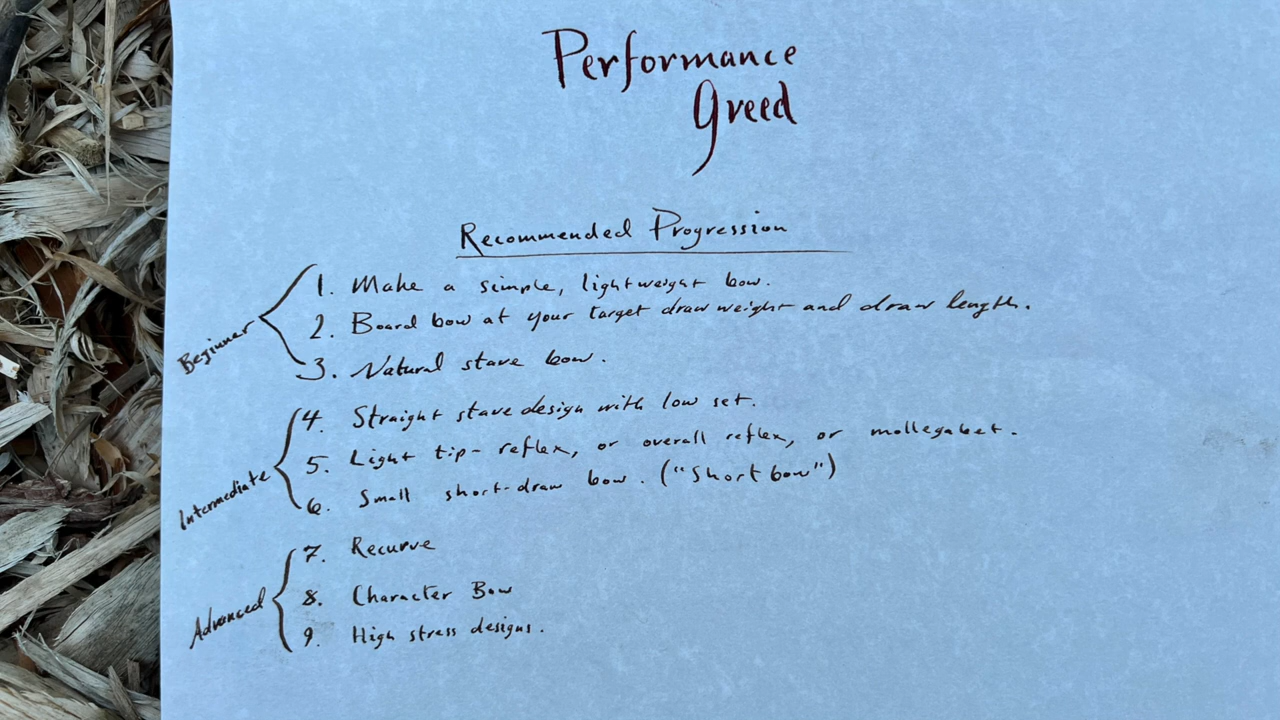 Performance
Greed
Recommended Progression
Beginner
1. Make a simple, lightweight bow.
2. Board bow at your target draw weight and draw length.
3. Natural stave bow.
Intermediate
4. Straight stave design with low set.
5. Light tip-reflex, or overall reflex, or mollegabet.
6. Small short-draw bow. ("Short bow")
Advanced
7. Recurve
8. Character Bow
9. High stress designs.